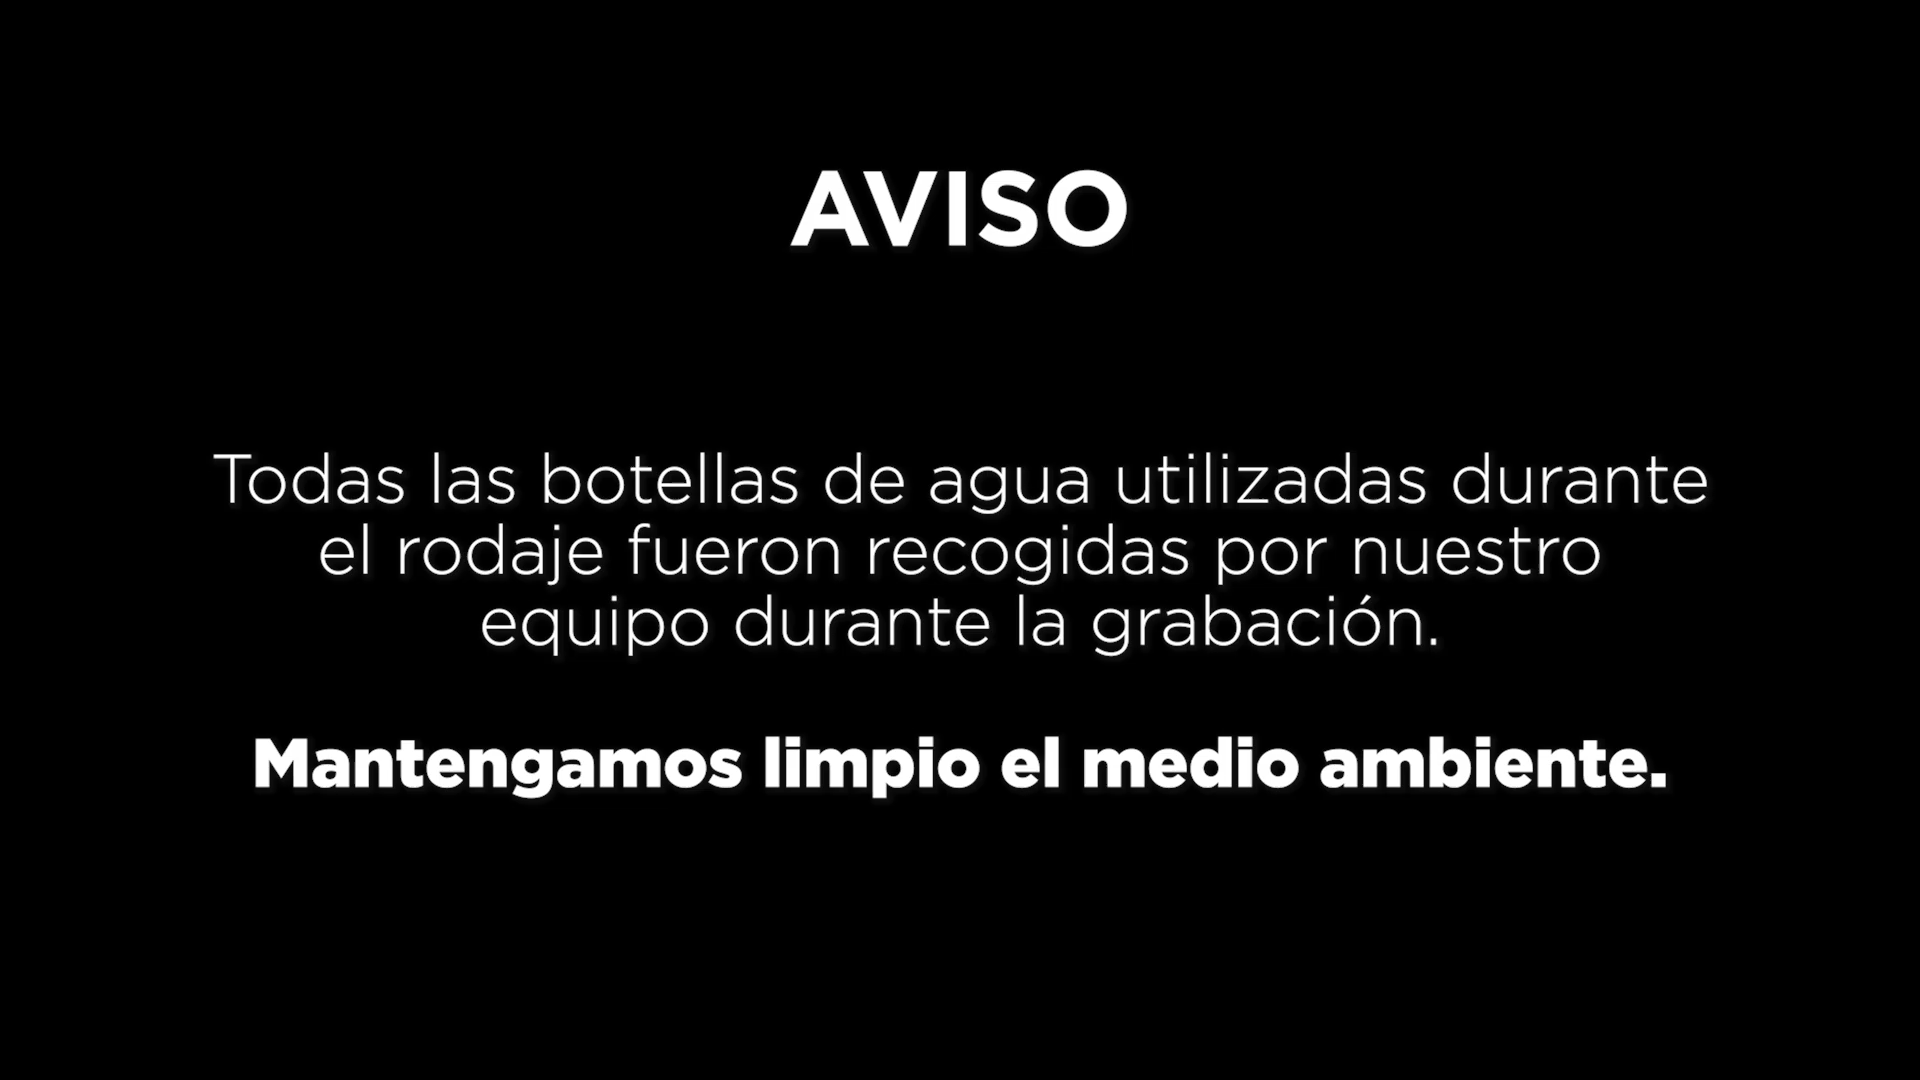 AVISO
Todas las botellas de agua utilizadas durante
el rodaje fueron recogidas por nuestro
equipo durante la grabación.
Mantengamos limpio el medio ambiente.